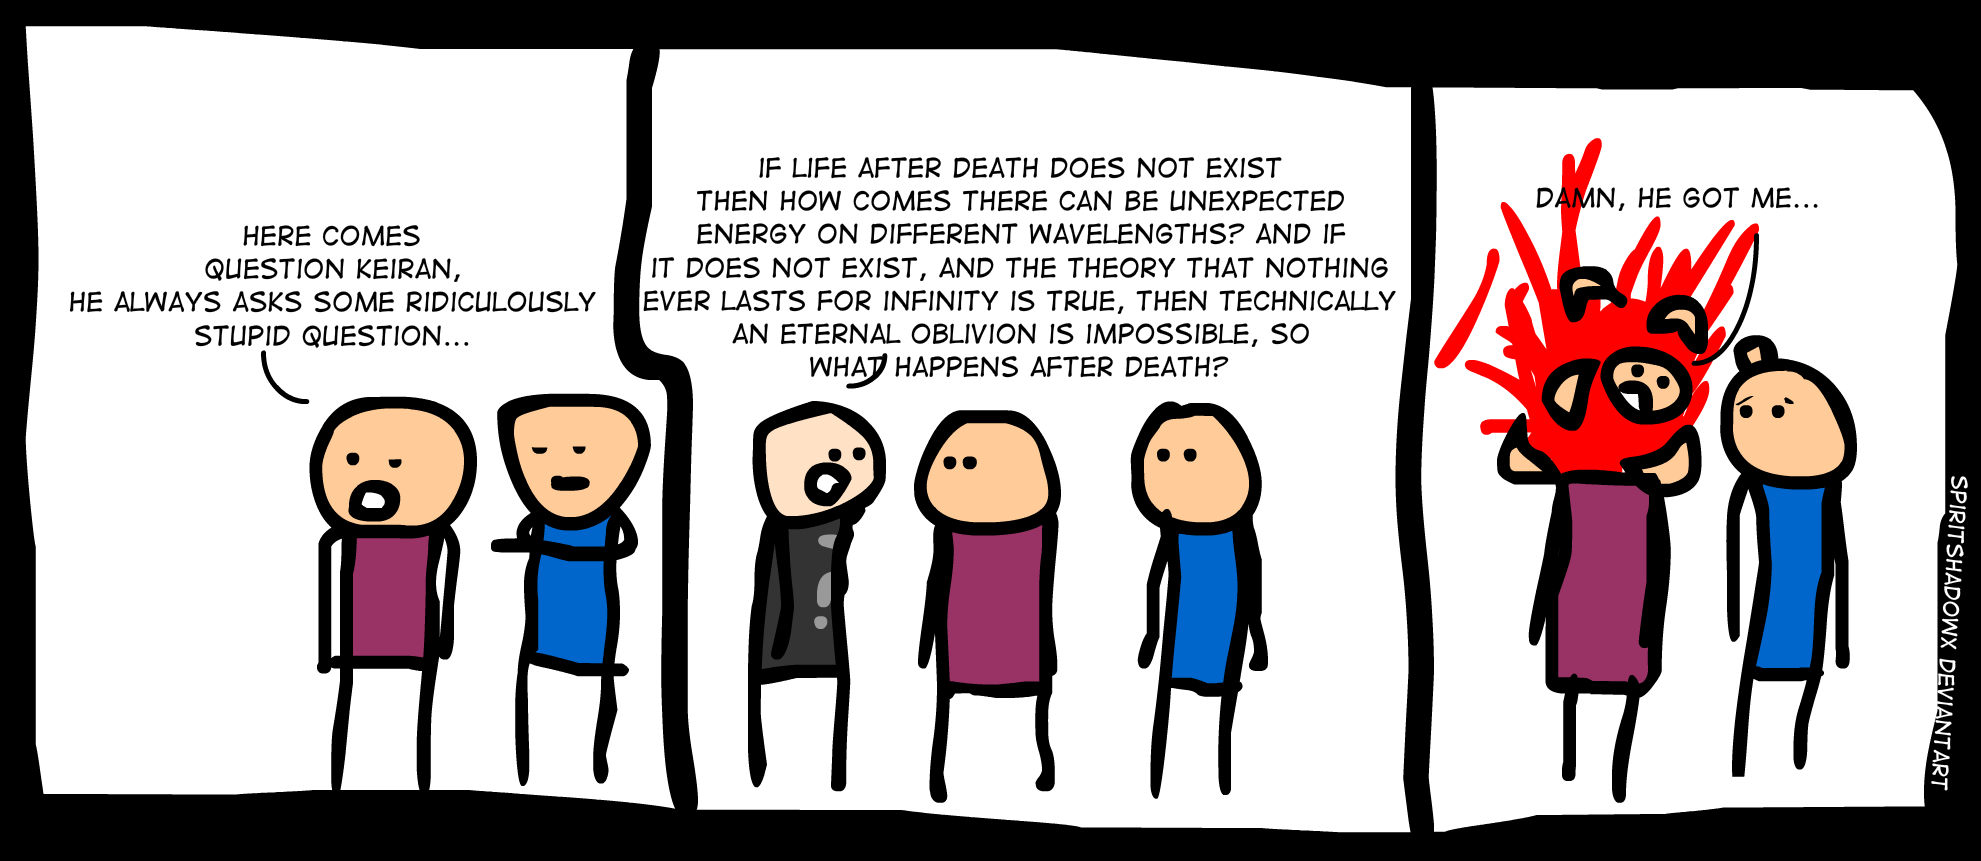 HERE COMES
QUESTION KEIRAN,
HE ALWAYS ASKS SOME RIDICULOUSLY
STUPID QUESTION...
IF LIFE AFTER DEATH DOES NOT EXIST
THEN HOW COMES THERE CAN BE UNEXPECTED
ENERGY ON DIFFERENT WAVELENGTHS? AND IF
IT DOES NOT EXIST, AND THE THEORY THAT NOTHING
EVER LASTS FOR INFINITY IS TRUE, THEN TECHNICALLY
AN ETERNAL OBLIVION IS IMPOSSIBLE, SO
WHAT HAPPENS AFTER DEATH?
DAMN, HE GOT ME...
SPIRITSHADOWX DEVIANTART